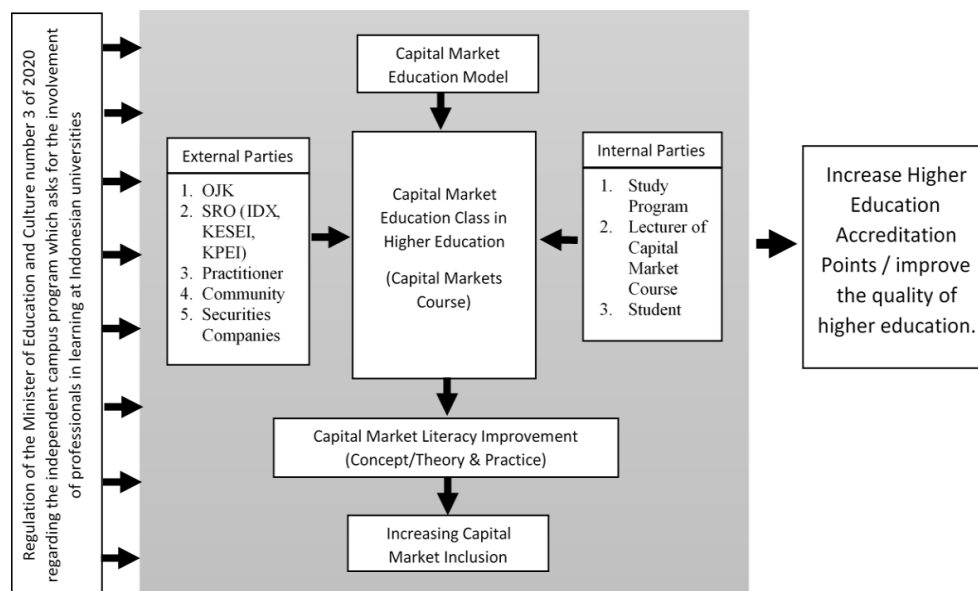 Regulation of the Minister of Education and Culture number 3 of 2020
regarding the independent campus program which asks for the involvement
of professionals in learning at Indonesian universities
Capital Market
Education Model
External Parties
1. OJK
2. SRO (IDX,
KESEI,
KPEI)
3. Practitioner
4. Community
5. Securities
Companies
Capital Market
Education Class in
Higher Education
(Capital Markets
Course)
Internal Parties
1. Study
Program
2. Lecturer of
Capital
Market
Course
3. Student
Capital Market Literacy Improvement
(Concept/Theory & Practice)
Increasing Capital
Market Inclusion
Increase Higher
Education
Accreditation
Points / improve
the quality of
higher education.